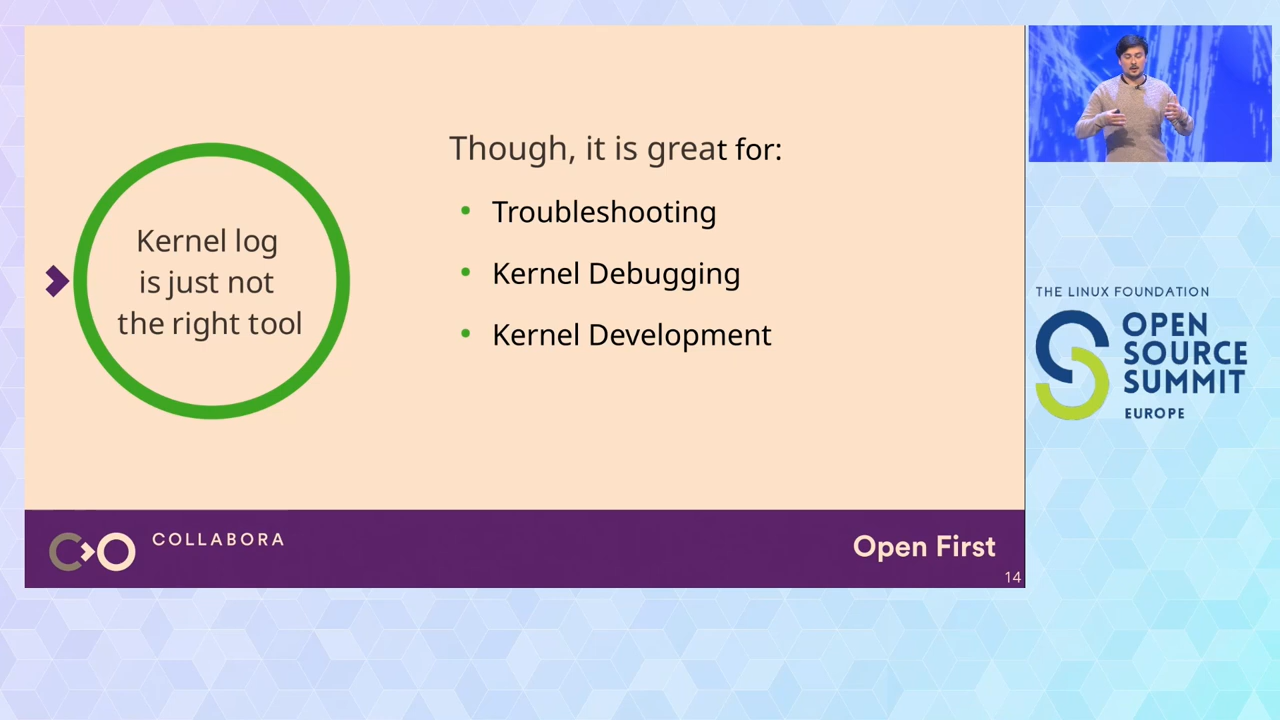 Kernel log
is just not
the right tool
Though, it is great for:
• Troubleshooting
• Kernel Debugging
• Kernel Development
COLLABORA
Open First
14
THE LINUX FOUNDATION
OPEN
SOURCE
SUMMIT
EUROPE